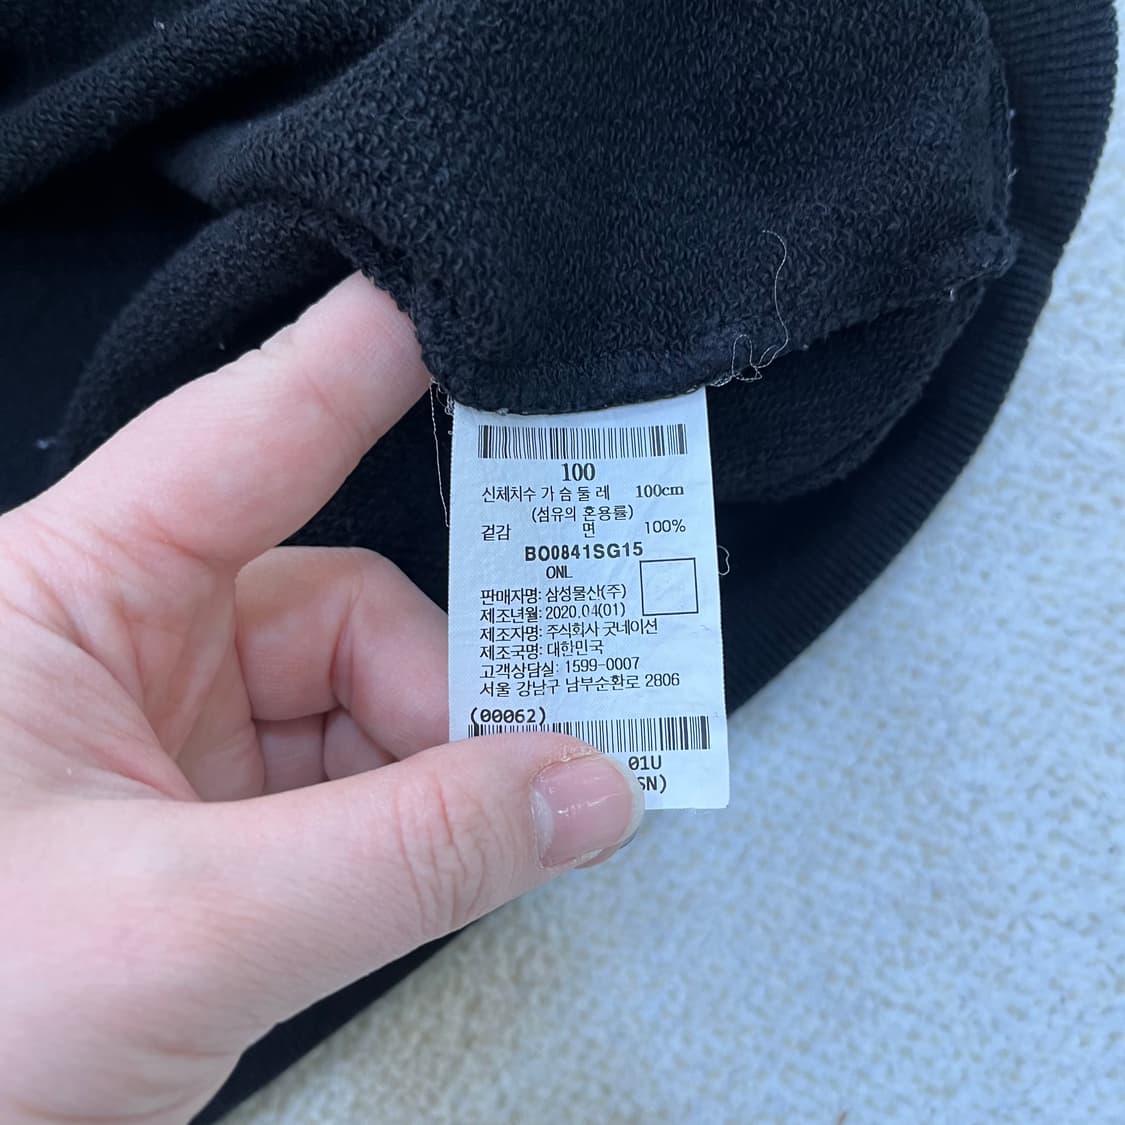 100
신체치수 가 슴 둘 레 100cm
(섬유의 혼용률)
겉감 면 100%
BO0841SG15
ONL
판매자명: 삼성물산(주)
제조년월: 2020.04(01)
제조자명: 주식회사 굿네이션
제조국명: 대한민국
고객상담실: 1599-0007
서울 강남구 남부순환로 2806
(00062)
01U
SN)